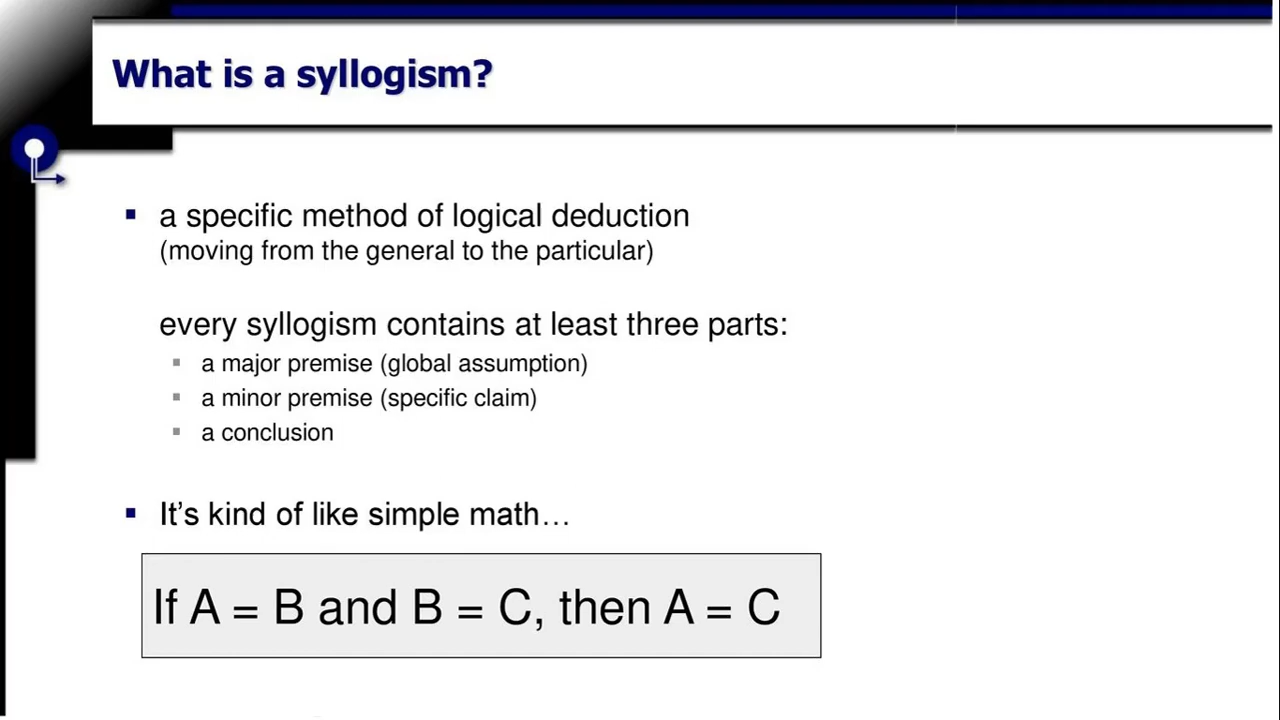 What is a syllogism?
a specific method of logical deduction
(moving from the general to the particular)
every syllogism contains at least three parts:
a major premise (global assumption)
a minor premise (specific claim)
a conclusion
It’s kind of like simple math…
If A = B and B = C, then A = C